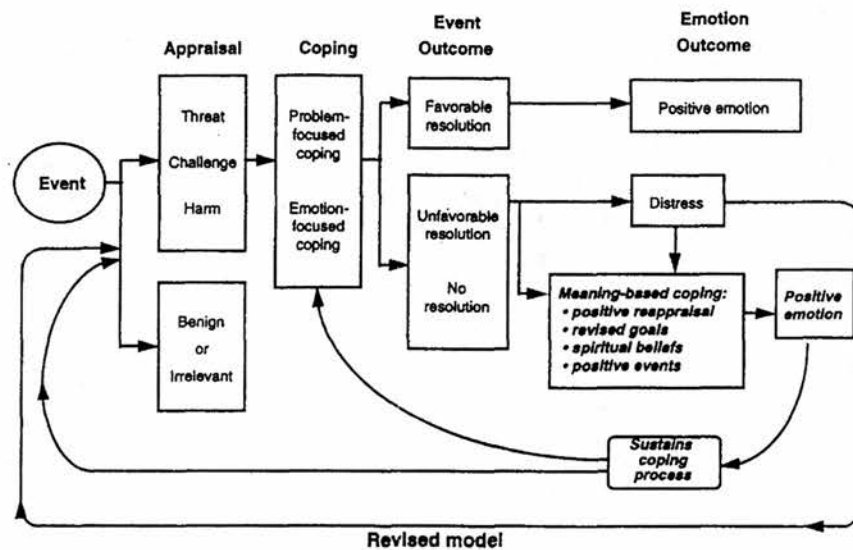 Appraisal
Coping
Event
Outcome
Emotion
Outcome
Event
Threat
Challenge
Harm
Benign
or
Irrelevant
Problem-
focused
coping
Emotion-
focused
coping
Favorable
resolution
Unfavorable
resolution
No
resolution
Positive emotion
Distress
Meaning-based coping:
• positive reappraisal
• revised goals
• spiritual beliefs
• positive events
Positive
emotion
Sustains
coping
process
Revised model